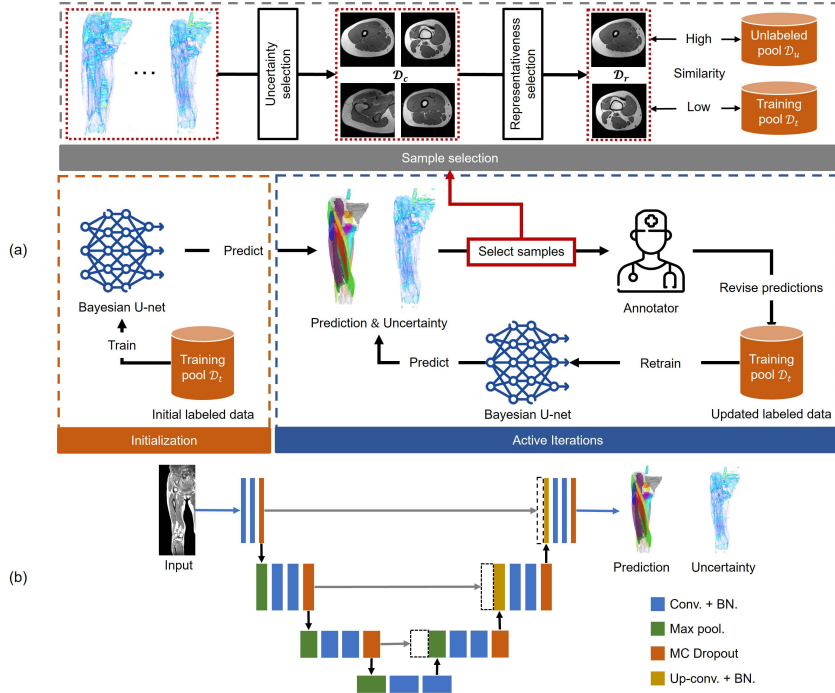 Uncertainty
selection
𝒟c
Representativeness
selection
𝒟r
High
Similarity
Low
Unlabeled
pool 𝒟u
Training
pool 𝒟t
Sample selection
(a)
Bayesian U-net
Train
Training
pool 𝒟t
Initial labeled data
Initialization
Predict
Prediction & Uncertainty
Select samples
Annotator
Revise predictions
Training
pool 𝒟t
Updated labeled data
Retrain
Bayesian U-net
Predict
Active Iterations
(b)
Input
Prediction
Uncertainty
Conv. + BN.
Max pool.
MC Dropout
Up-conv. + BN.